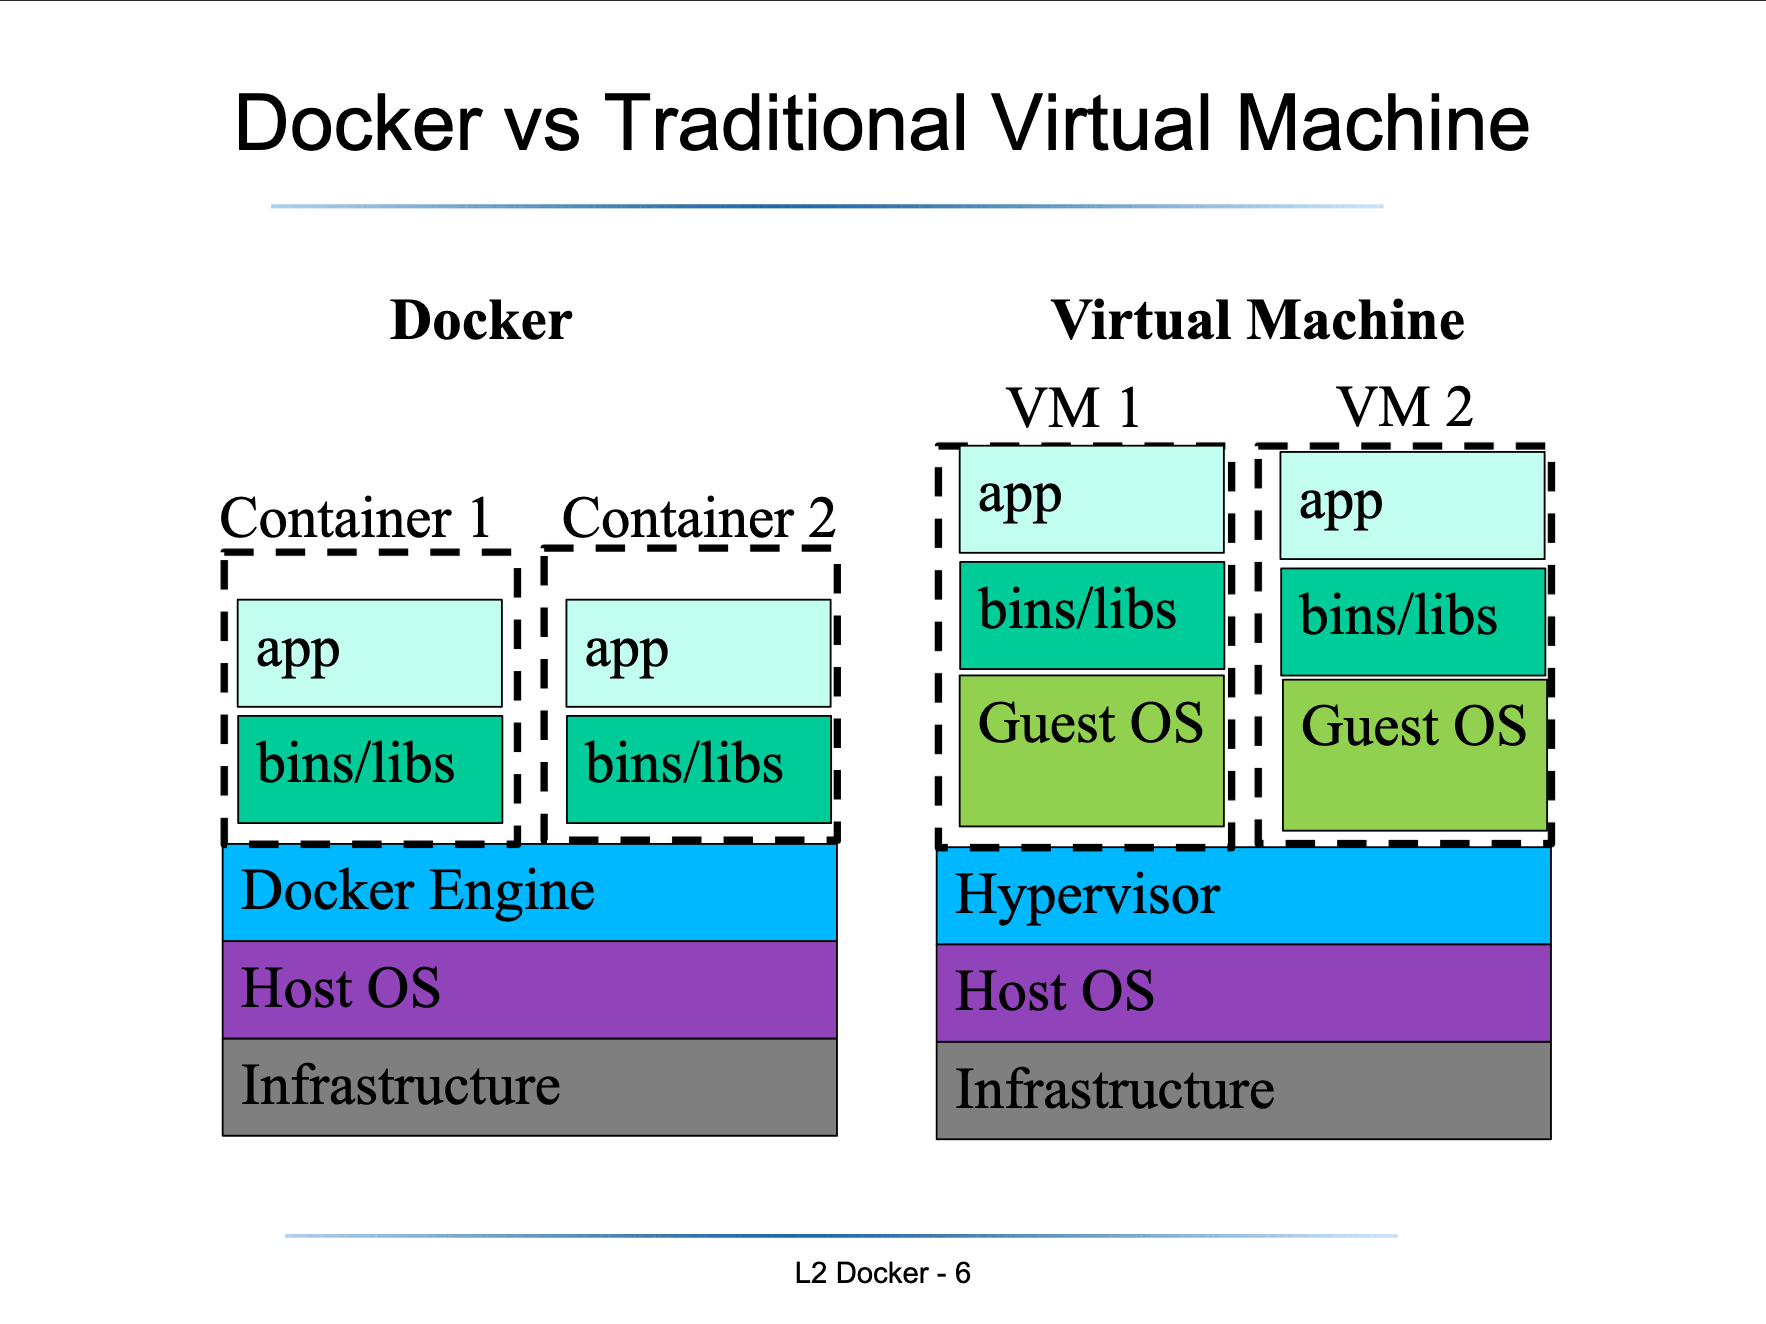 Docker vs Traditional Virtual Machine
Docker
Container 1
Container 2
app
app
bins/libs
bins/libs
Docker Engine
Host OS
Infrastructure
Virtual Machine
VM 1
VM 2
app
app
bins/libs
bins/libs
Guest OS
Guest OS
Hypervisor
Host OS
Infrastructure
L2 Docker - 6